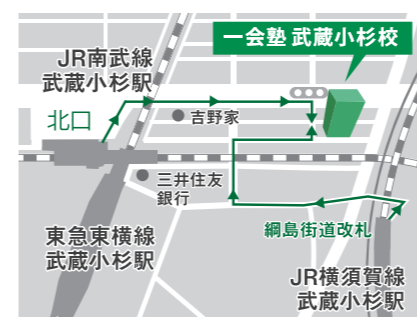 一会塾 武蔵小杉校
JR南武線
武蔵小杉駅
北口
吉野家
三井住友
銀行
東急東横線
武蔵小杉駅
綱島街道改札
JR横須賀線
武蔵小杉駅